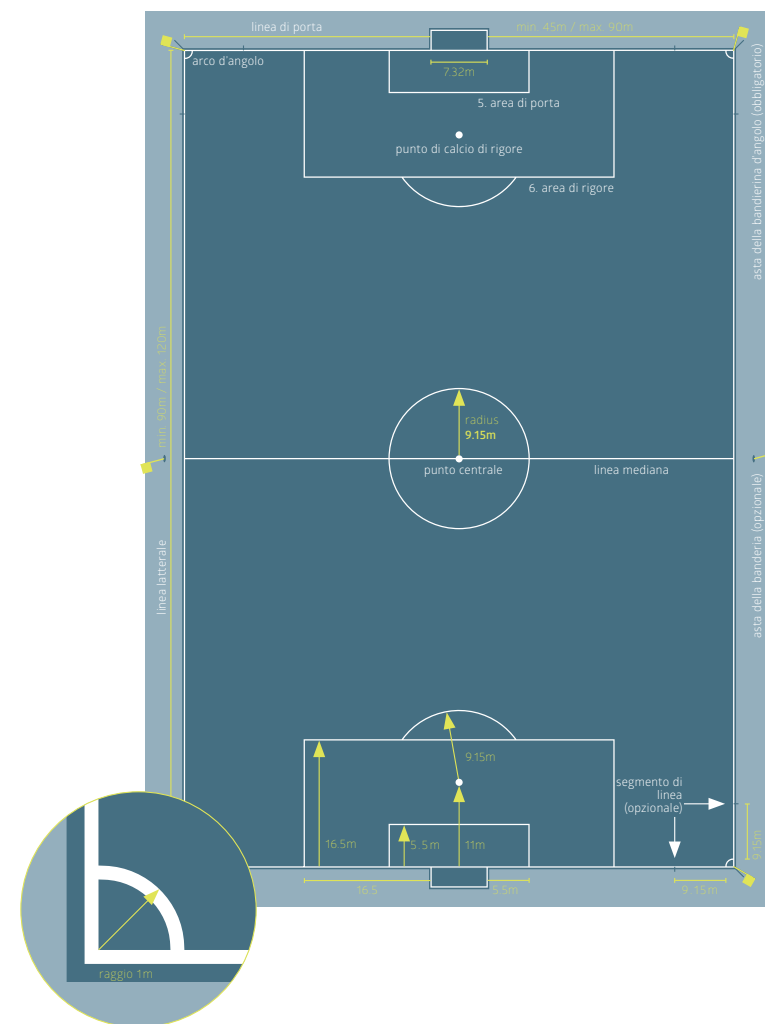 linea di porta
min. 45m / max. 90m
arco d'angolo
7.32m
5. area di porta
punto di calcio di rigore
6. area di rigore
asta della bandierina d'angolo (obbligatorio)
min. 90m / max. 120m
radius
9.15m
punto centrale
linea mediana
linea latterale
asta della banderia (opzionale)
9.15m
segmento di
linea
(opzionale)
16.5m
5.5m
11m
9.15m
16.5
5.5m
9.15m
raggio 1m